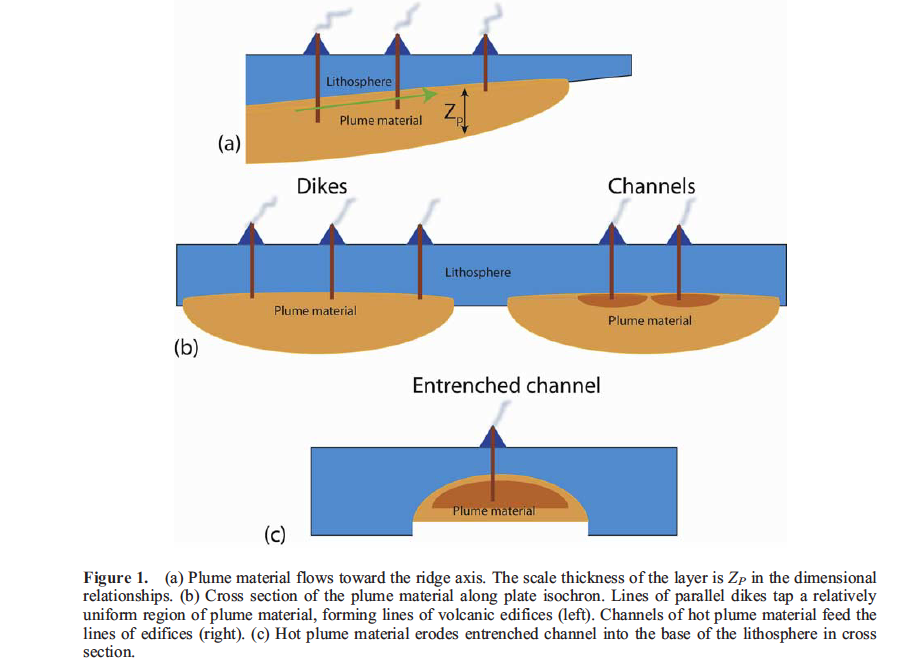 Lithosphere
Plume material
Zp
(a)
Dikes
Channels
Lithosphere
Plume material
Plume material
(b)
Entrenched channel
Plume material
(c)
Figure 1. (a) Plume material flows toward the ridge axis. The scale thickness of the layer is ZP in the dimensional
relationships. (b) Cross section of the plume material along plate isochron. Lines of parallel dikes tap a relatively
uniform region of plume material, forming lines of volcanic edifices (left). Channels of hot plume material feed the
lines of edifices (right). (c) Hot plume material erodes entrenched channel into the base of the lithosphere in cross
section.